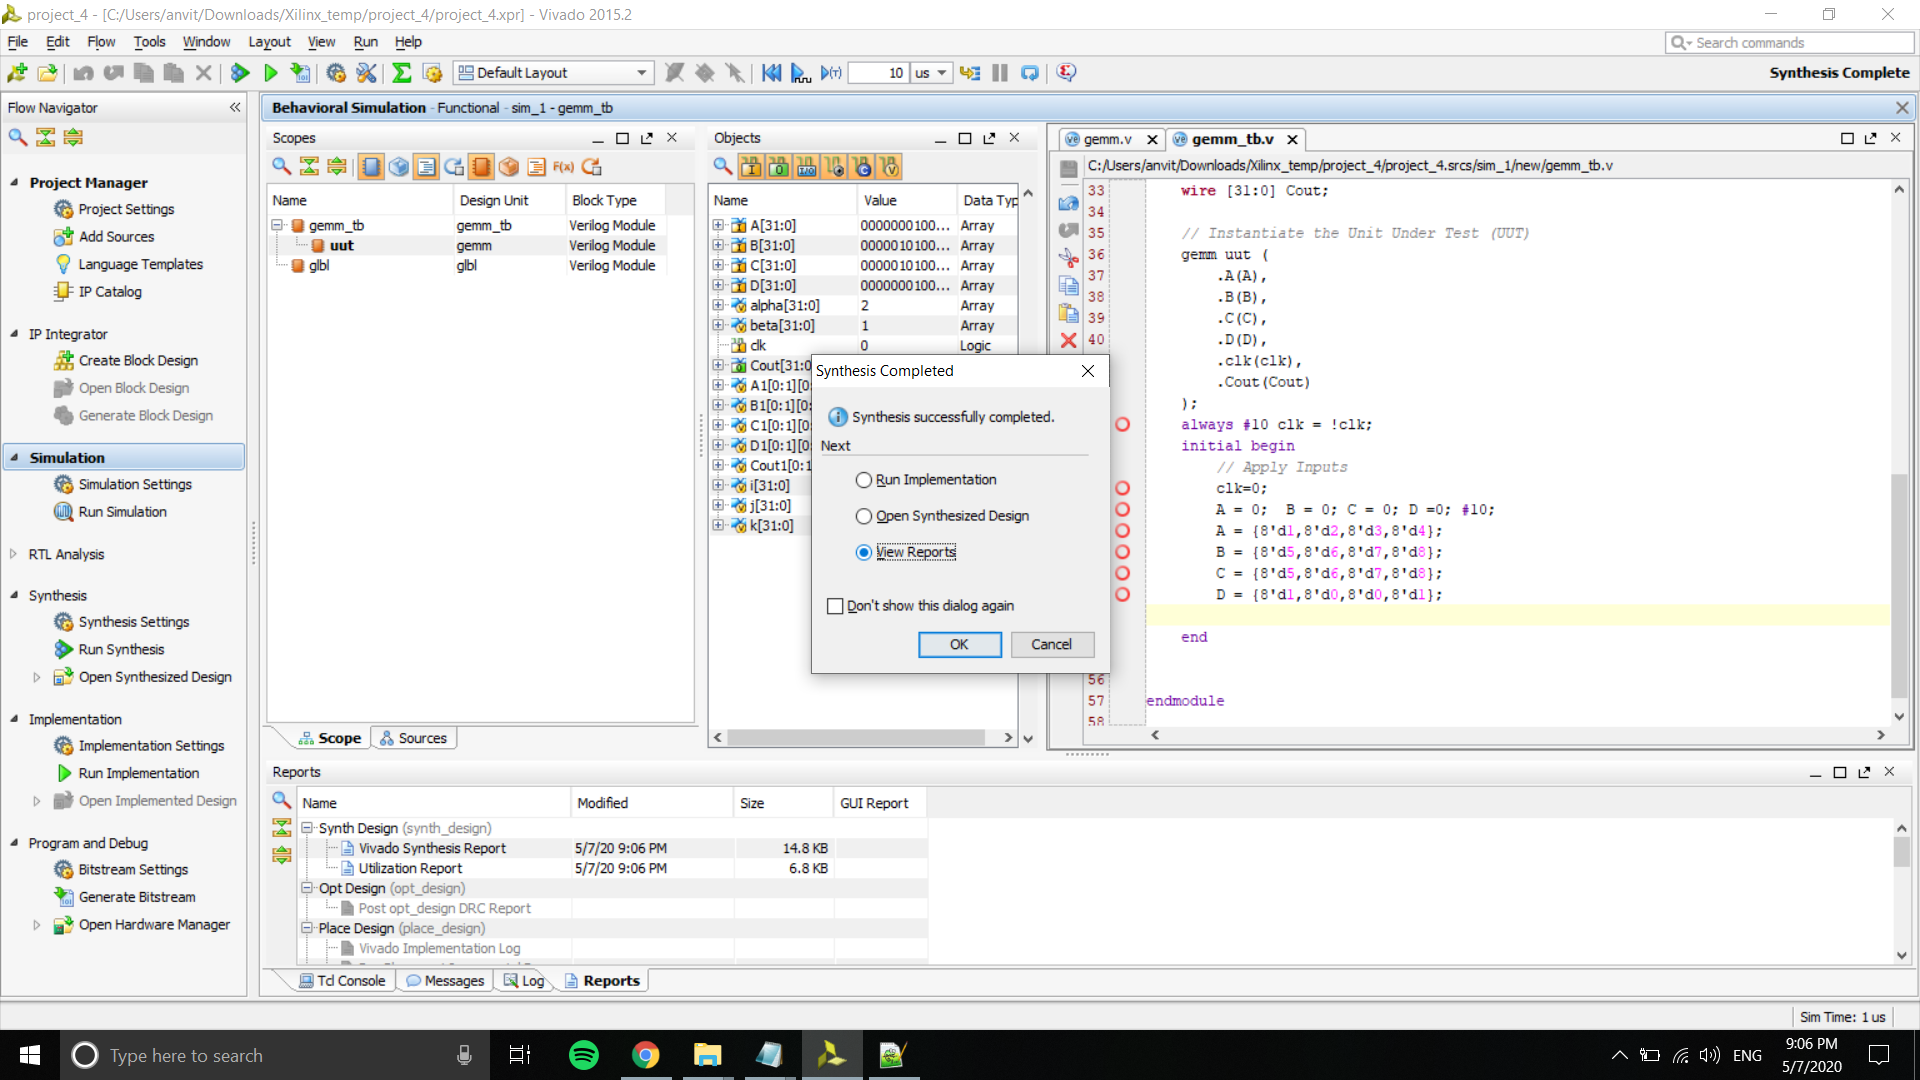 project_4 - [C:/Users/anvit/Downloads/Xilinx_temp/project_4/project_4.xpr] - Vivado 2015.2
File Edit Flow Tools Window Layout View Run Help
Search commands
Default Layout
10 us
Synthesis Complete
Flow Navigator
Project Manager
Project Settings
Add Sources
Language Templates
IP Catalog
IP Integrator
Create Block Design
Open Block Design
Generate Block Design
Simulation
Simulation Settings
Run Simulation
RTL Analysis
Synthesis
Synthesis Settings
Run Synthesis
Open Synthesized Design
Implementation
Implementation Settings
Run Implementation
Open Implemented Design
Program and Debug
Bitstream Settings
Generate Bitstream
Open Hardware Manager
Behavioral Simulation - Functional - sim_1 - gemm_tb
Scopes
F(x)
Name Design Unit Block Type
gemm_tb gemm_tb Verilog Module
uut gemm Verilog Module
glbl glbl Verilog Module
Scope Sources
Objects
Name Value Data Typ
A[31:0] 0000000100... Array
B[31:0] 0000010100... Array
C[31:0] 0000010100... Array
D[31:0] 0000000100... Array
alpha[31:0] 2 Array
beta[31:0] 1 Array
clk 0 Logic
Cout[31:0
A1[0:1][0:
B1[0:1][0:
C1[0:1][0:
D1[0:1][0:
Cout1[0:1
i[31:0]
j[31:0]
k[31:0]
Synthesis Completed
Synthesis successfully completed.
Next
Run Implementation
Open Synthesized Design
View Reports
Don't show this dialog again
OK Cancel
gemm.v gemm_tb.v
C:/Users/anvit/Downloads/Xilinx_temp/project_4/project_4.srcs/sim_1/new/gemm_tb.v
33 wire [31:0] Cout;
34
35 // Instantiate the Unit Under Test (UUT)
36 gemm uut (
37 .A(A),
38 .B(B),
39 .C(C),
40 .D(D),
.clk(clk),
.Cout(Cout)
);
always #10 clk = !clk;
initial begin
// Apply Inputs
clk=0;
A = 0; B = 0; C = 0; D =0; #10;
A = {8'd1,8'd2,8'd3,8'd4};
B = {8'd5,8'd6,8'd7,8'd8};
C = {8'd5,8'd6,8'd7,8'd8};
D = {8'd1,8'd0,8'd0,8'd1};
end
56
57 endmodule
58
Reports
Name Modified Size GUI Report
Synth Design (synth_design)
Vivado Synthesis Report 5/7/20 9:06 PM 14.8 KB
Utilization Report 5/7/20 9:06 PM 6.8 KB
Opt Design (opt_design)
Post opt_design DRC Report
Place Design (place_design)
Vivado Implementation Log
Tcl Console Messages Log Reports
Sim Time: 1 us
Type here to search
ENG
9:06 PM
5/7/2020